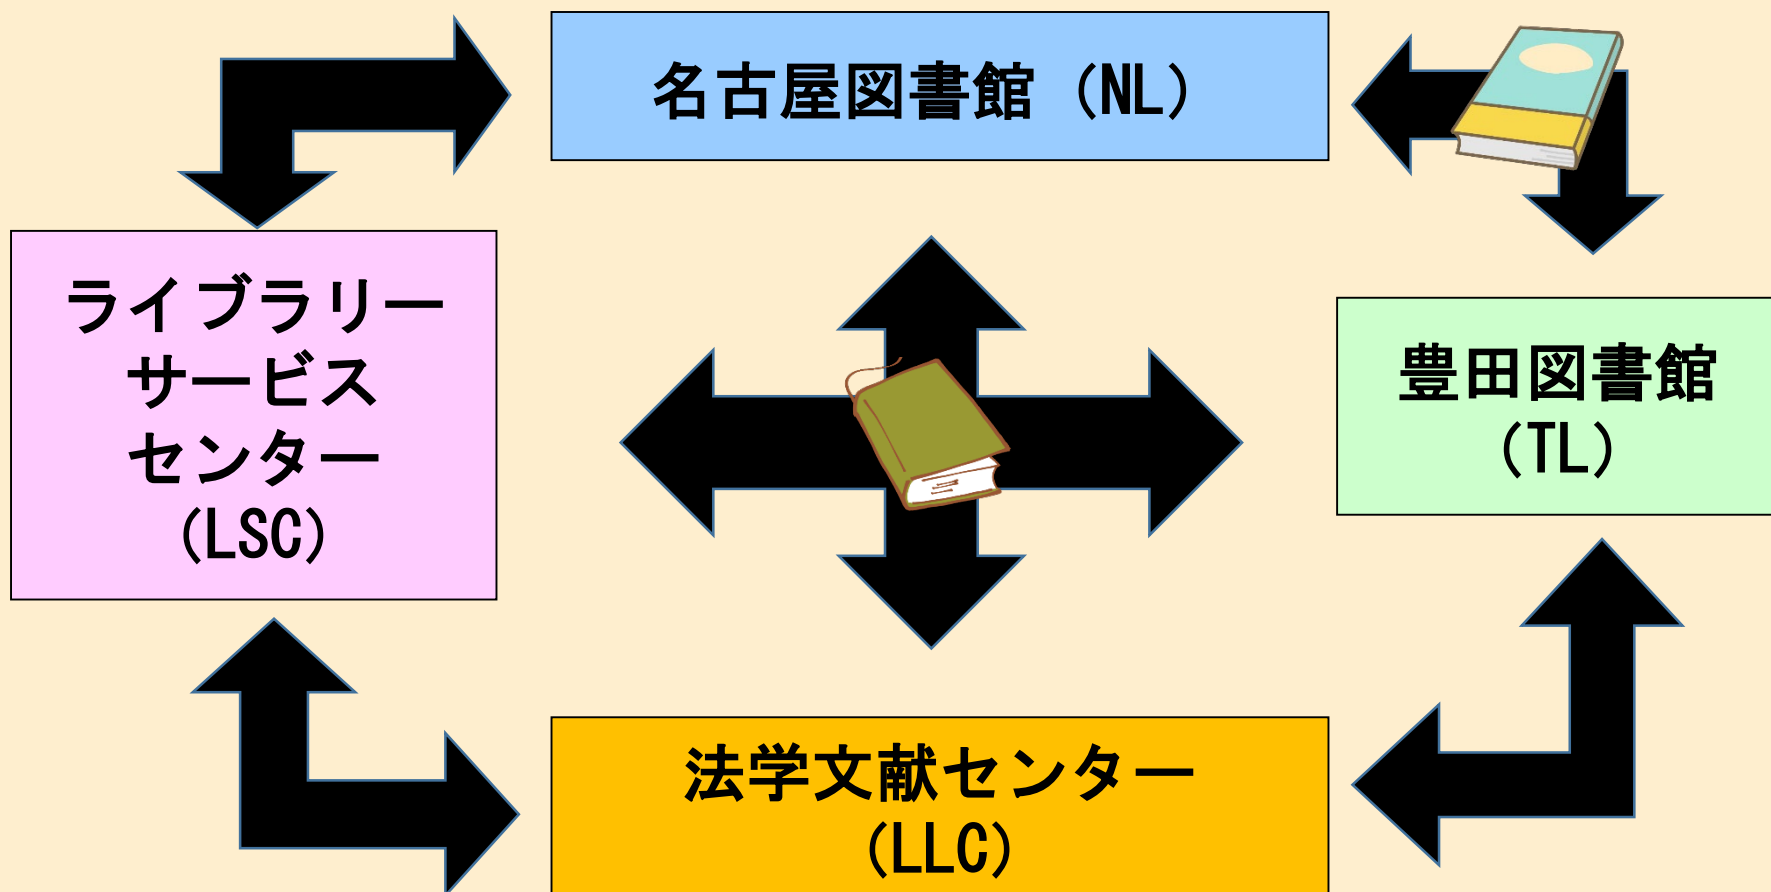 名古屋図書館（NL）
ライブラリー
サービス
センター
(LSC)
豊田図書館
(TL)
法学文献センター
(LLC)